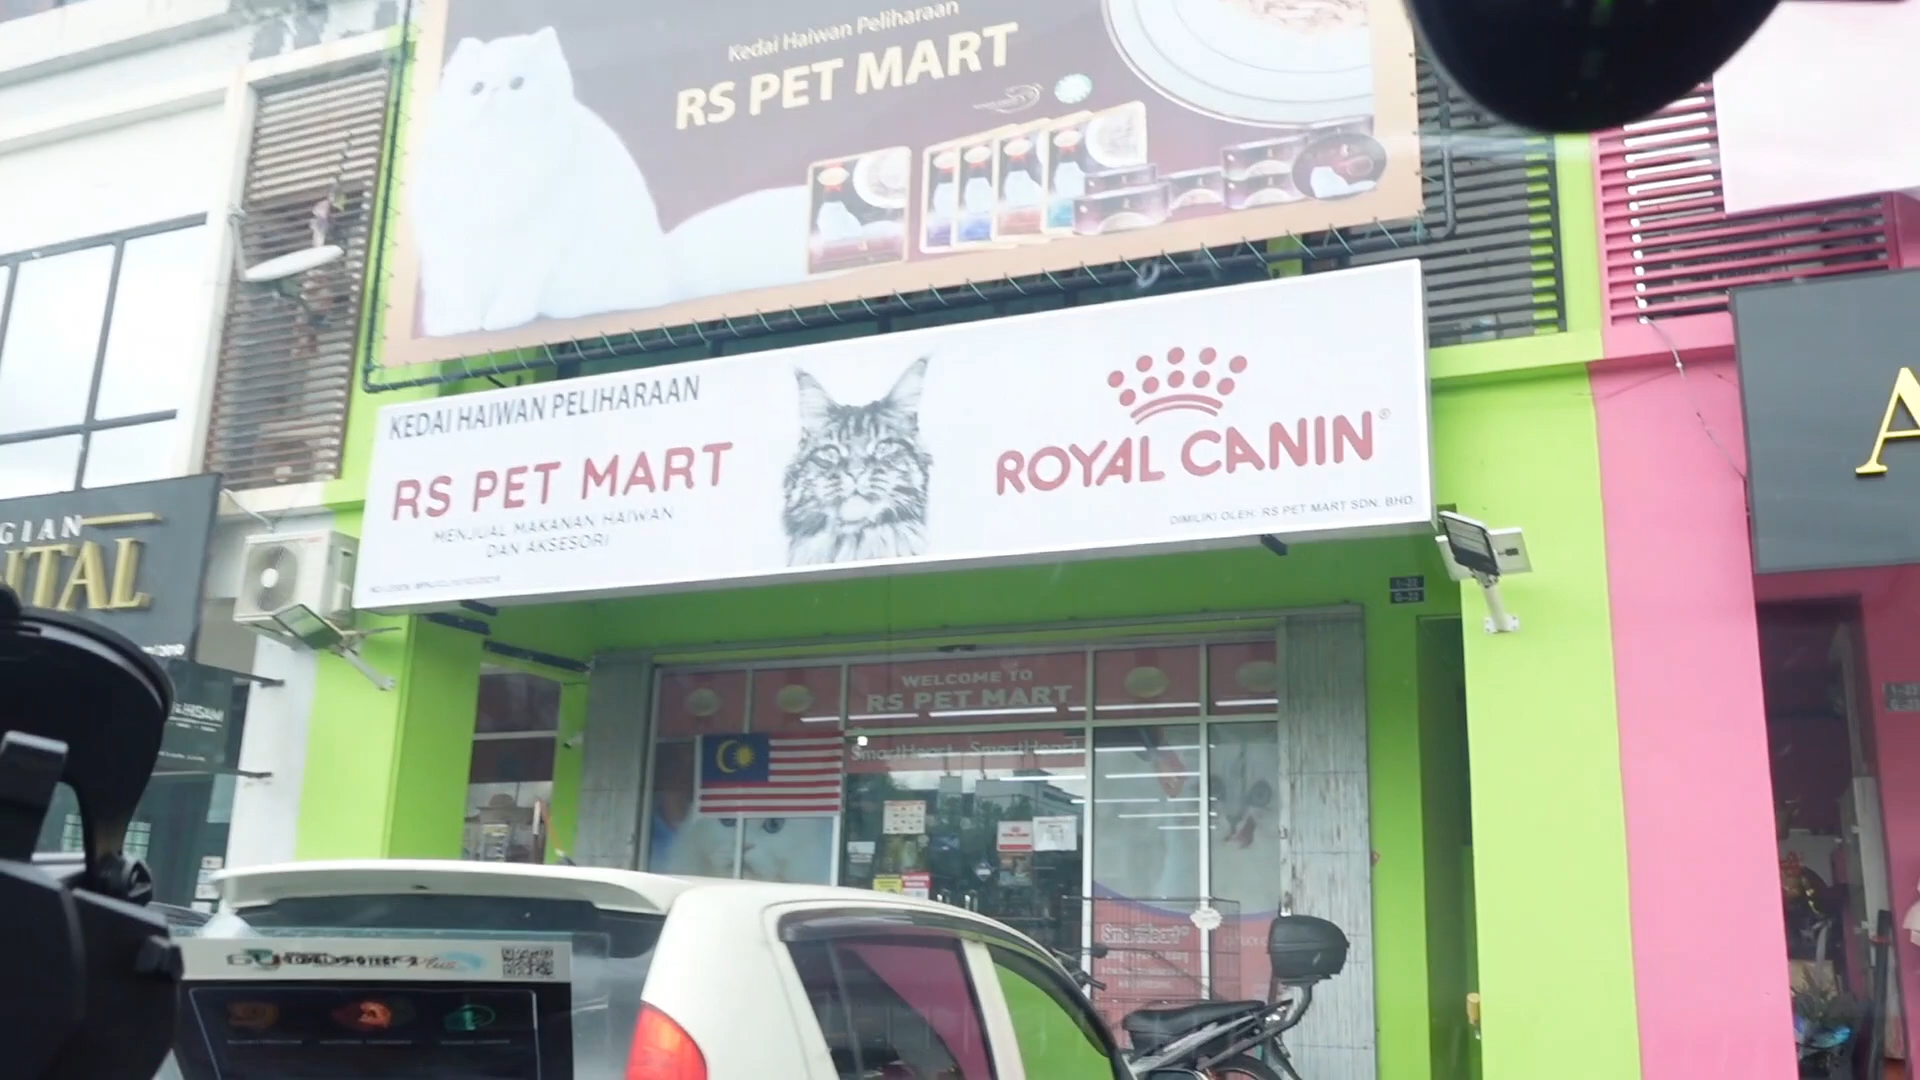 Kedai Haiwan Peliharaan
RS PET MART
KEDAI HAIWAN PELIHARAAN
RS PET MART
MENJUAL MAKANAN HAIWAN
DAN AKSESORI
ROYAL CANIN®
DIMILIKI OLEH: RS PET MART SDN. BHD.
GIAN
ITAL
A
WELCOME TO
RS PET MART
SmartHeart SmartHeart
SmartHeart